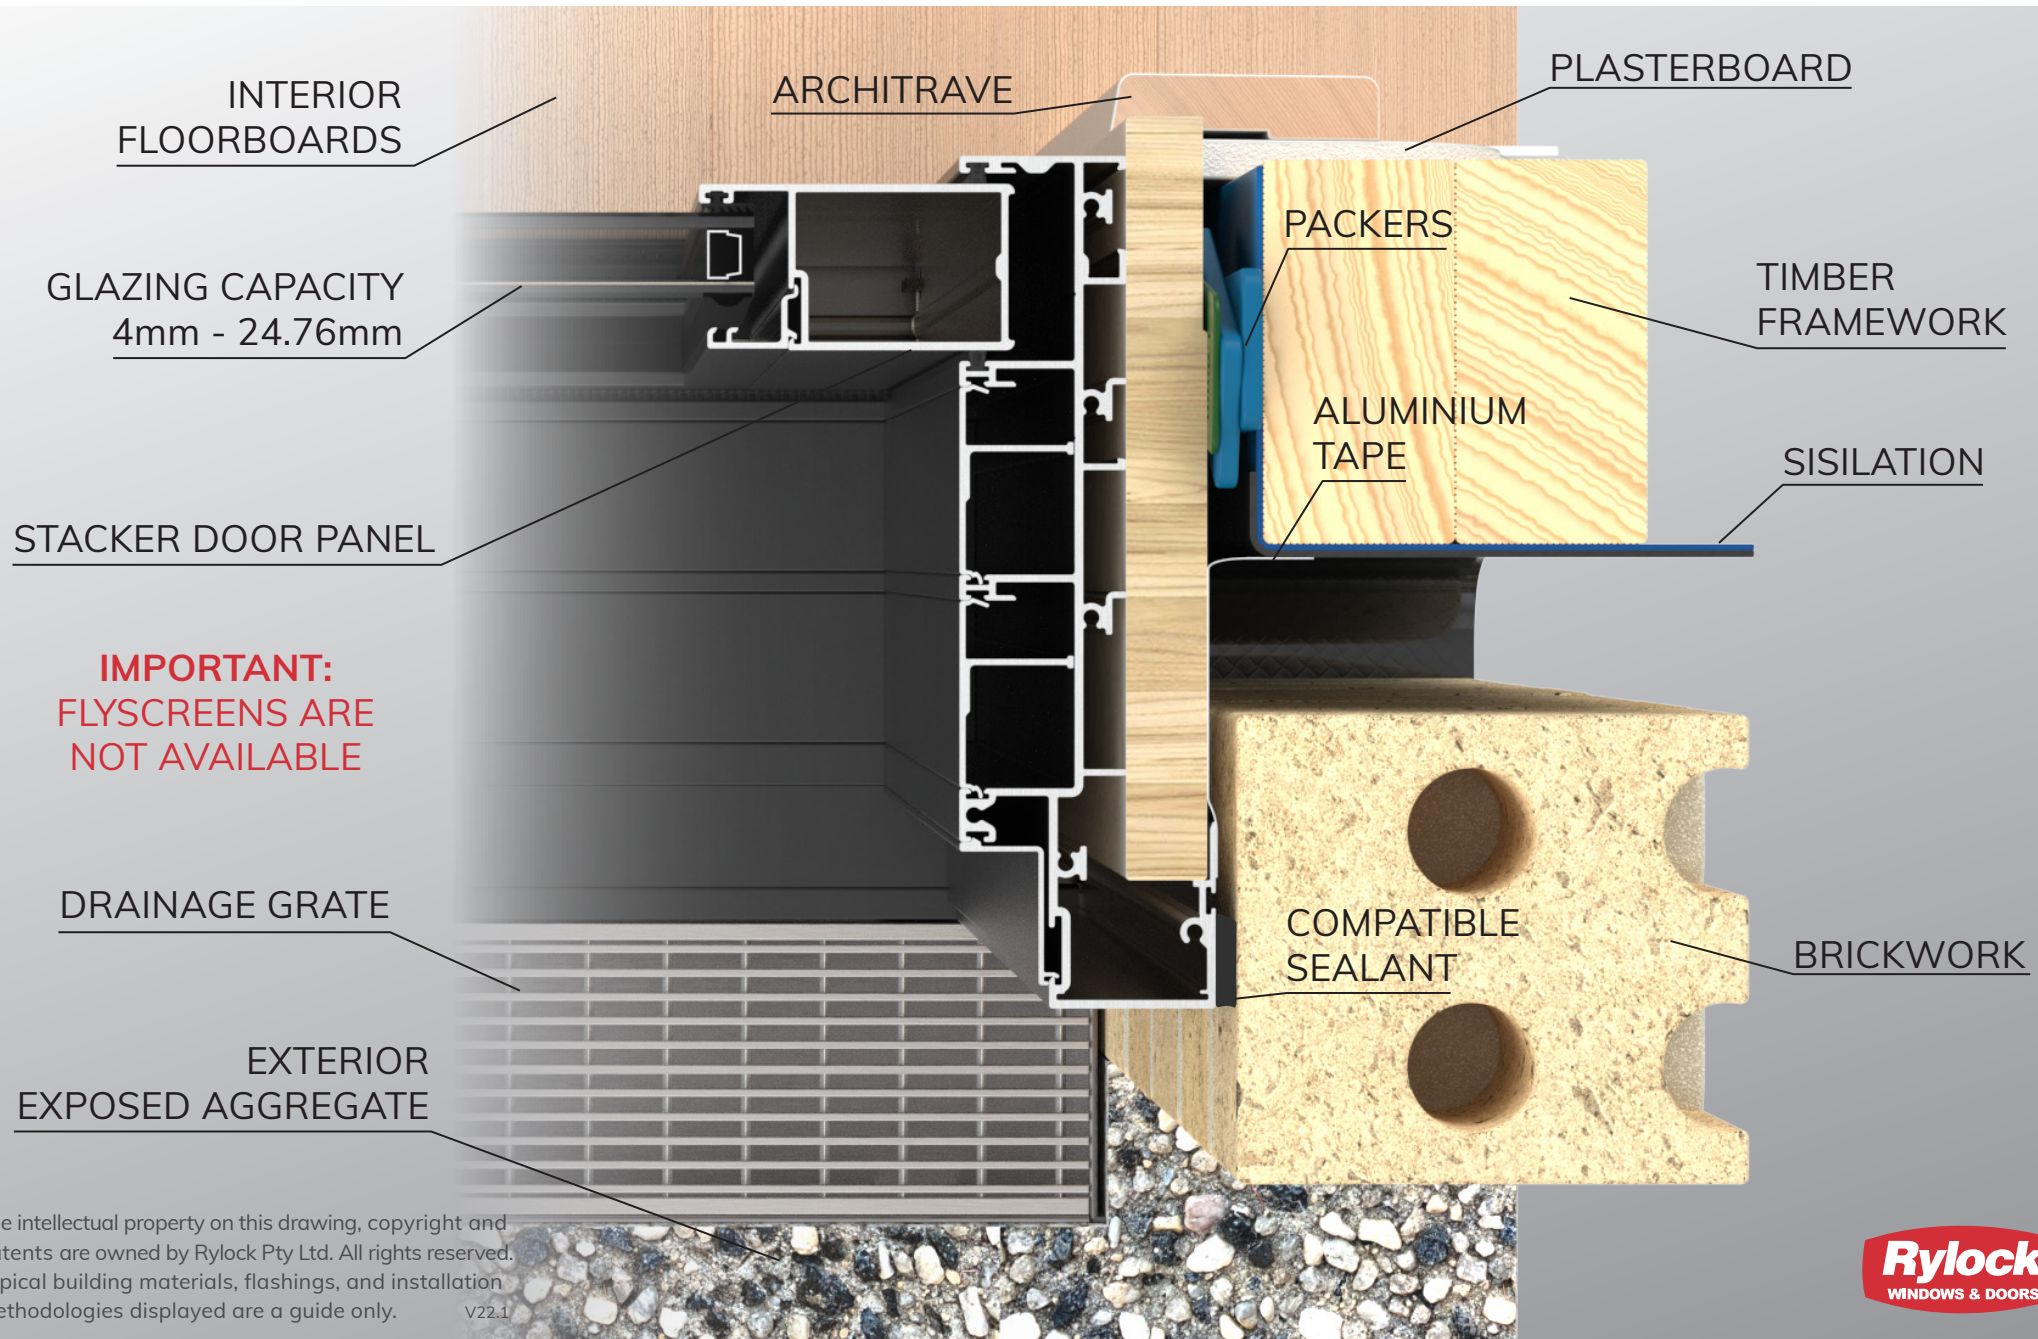 INTERIOR
FLOORBOARDS
ARCHITRAVE
PLASTERBOARD
PACKERS
GLAZING CAPACITY
4mm - 24.76mm
TIMBER
FRAMEWORK
ALUMINIUM
TAPE
SISILATION
STACKER DOOR PANEL
IMPORTANT:
FLYSCREENS ARE
NOT AVAILABLE
DRAINAGE GRATE
COMPATIBLE
SEALANT
BRICKWORK
EXTERIOR
EXPOSED AGGREGATE
e intellectual property on this drawing, copyright and
tents are owned by Rylock Pty Ltd. All rights reserved.
pical building materials, flashings, and installation
ethodologies displayed are a guide only. V22.1
Rylock
WINDOWS & DOORS